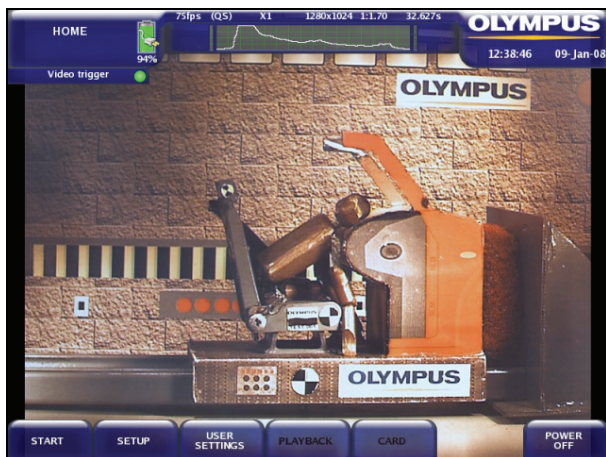 HOME
94%
Video trigger
75fps (QS) X1 1280x1024 1:1.70 32.627s
OLYMPUS
12:38:46 09-Jan-08
OLYMPUS
OLYMPUS
OLYMPUS
START
SETUP
USER SETTINGS
PLAYBACK
CARD
POWER OFF